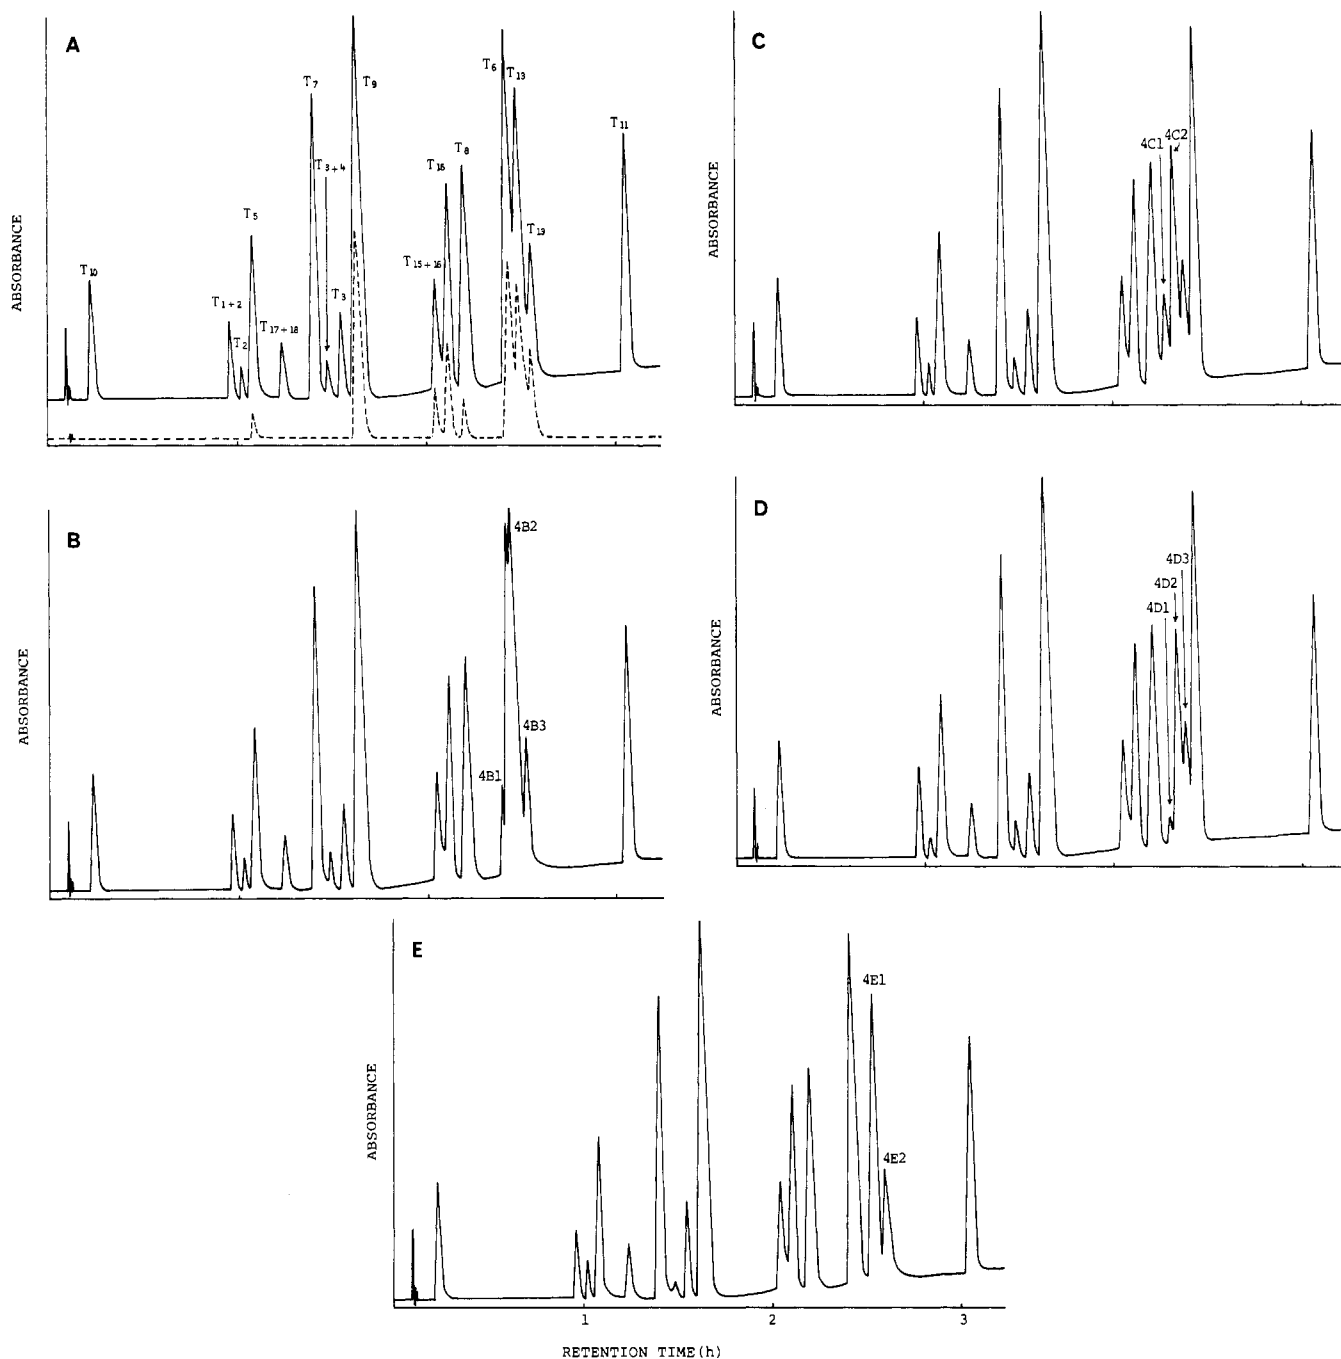 A
ABSORBANCE
T10
T1+2
T2
T5
T17+18
T7
T3+4
T3
T9
T15+16
T16
T8
T6
T13
T19
T11
C
ABSORBANCE
4C1
4C2
B
ABSORBANCE
4B1
4B2
4B3
D
ABSORBANCE
4D1
4D2
4D3
E
ABSORBANCE
4E1
4E2
1
2
3
RETENTION TIME(h)